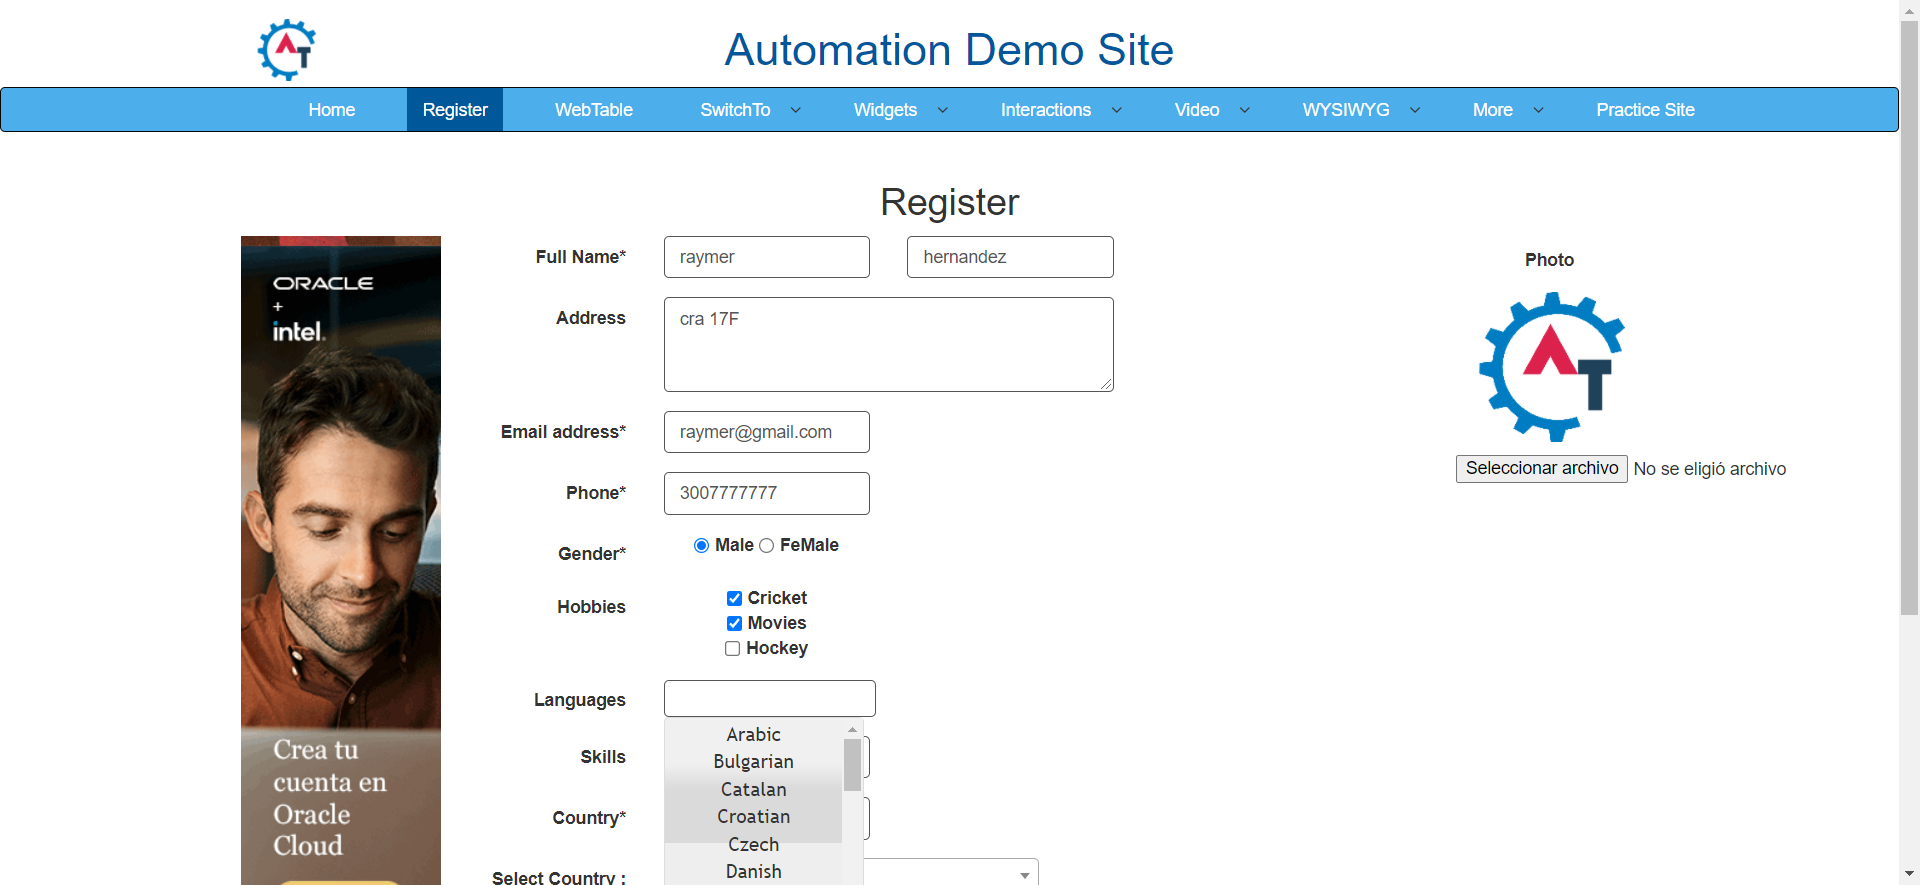 AT
Automation Demo Site
Home Register WebTable SwitchTo Widgets Interactions Video WYSIWYG More Practice Site
Register
ORACLE
+
intel.
Crea tu
cuenta en
Oracle
Cloud
Full Name* raymer hernandez
Address cra 17F
Email address* raymer@gmail.com
Phone* 3007777777
Gender* Male FeMale
Hobbies Cricket
Movies
Hockey
Languages
Arabic
Bulgarian
Catalan
Croatian
Czech
Danish
Skills
Country*
Select Country :
Photo
AT
Seleccionar archivo No se eligió archivo